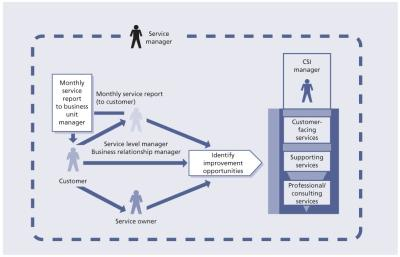 Service
manager
Monthly
service
report
to business
unit
manager
Monthly service report
(to customer)
CSI
manager
Customer-
facing
services
Service level manager
Business relationship manager
Identify
improvement
opportunities
Supporting
services
Customer
Professional/
consulting
services
Service owner